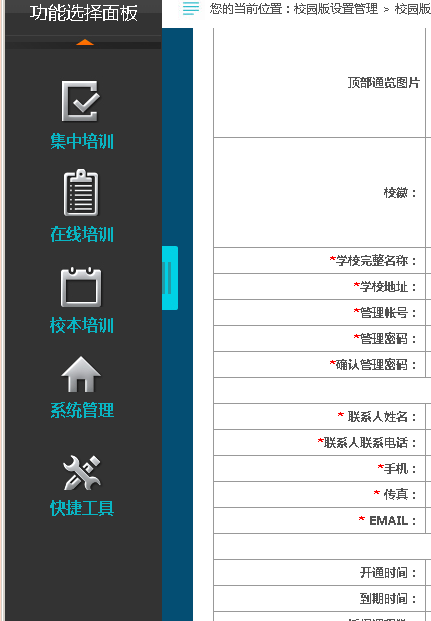 功能选择面板
集中培训
在线培训
校本培训
系统管理
快捷工具
您的当前位置：校园版设置管理 > 校园版
顶部通览图片
校徽：
*学校完整名称：
*学校地址：
*管理帐号：
*管理密码：
*确认管理密码：
* 联系人姓名：
*联系人联系电话：
*手机：
* 传真：
* EMAIL：
开通时间：
到期时间：